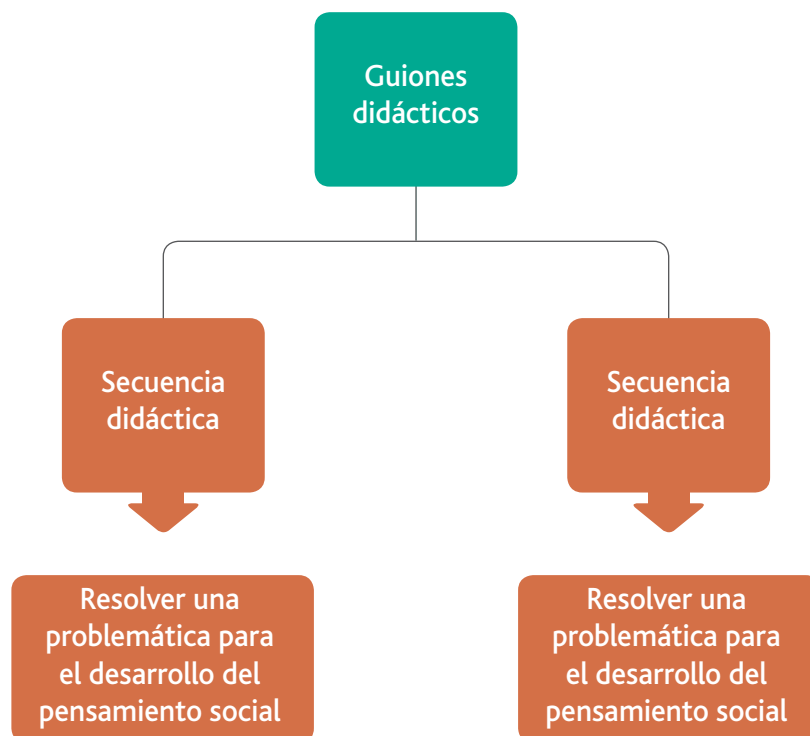 Guiones
didácticos
Secuencia
didáctica
Secuencia
didáctica
Resolver una
problemática para
el desarrollo del
pensamiento social
Resolver una
problemática para
el desarrollo del
pensamiento social